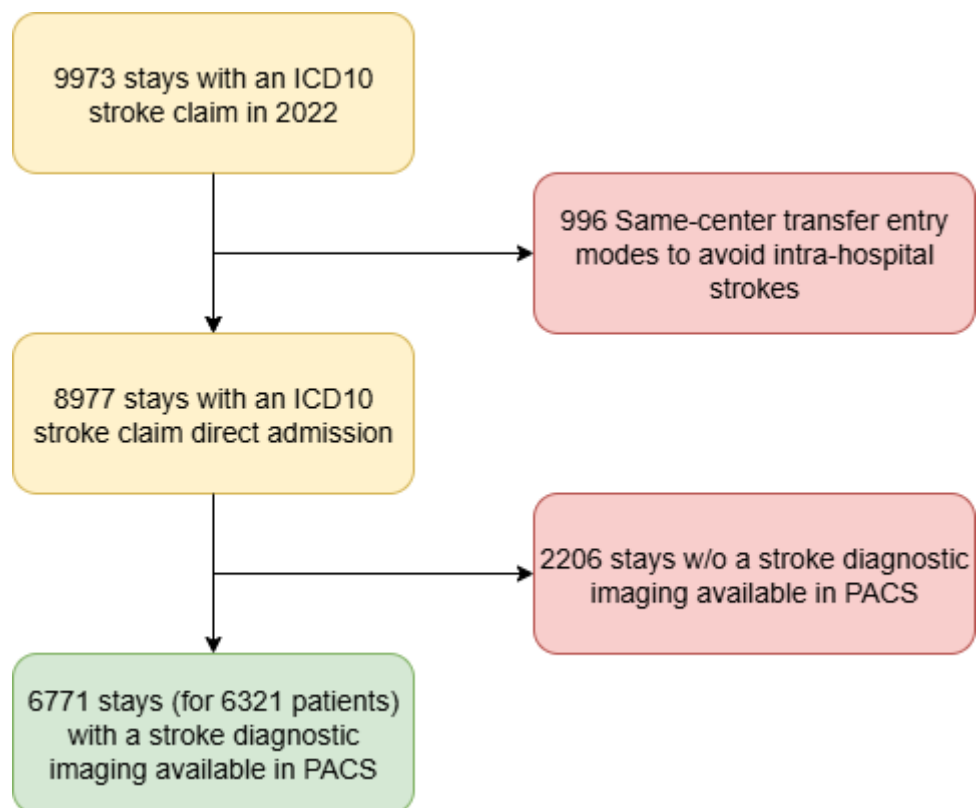 9973 stays with an ICD10
stroke claim in 2022
996 Same-center transfer entry
modes to avoid intra-hospital
strokes
8977 stays with an ICD10
stroke claim direct admission
2206 stays w/o a stroke diagnostic
imaging available in PACS
6771 stays (for 6321 patients)
with a stroke diagnostic
imaging available in PACS